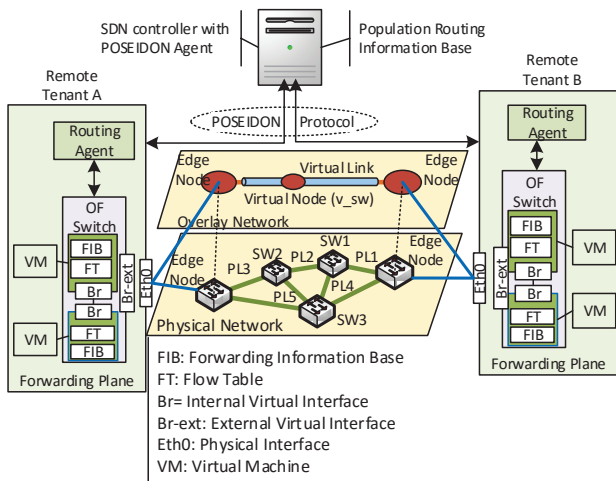 SDN controller with
POSEIDON Agent
Population Routing
Information Base
Remote
Tenant A
Remote
Tenant B
POSEIDON Protocol
Routing
Agent
Routing
Agent
Edge
Node
Virtual Link
Edge
Node
Virtual Node (v_sw)
Overlay Network
OF
Switch
FIB
FT
Br
Br
FT
FIB
VM
VM
Br-ext
Eth0
Edge
Node
PL3
SW2
PL2
SW1
PL1
Edge
Node
PL5
PL4
SW3
Physical Network
Eth0
Br-ext
OF
Switch
FIB
FT
Br
Br
FT
FIB
VM
VM
Forwarding Plane
Forwarding Plane
FIB: Forwarding Information Base
FT: Flow Table
Br= Internal Virtual Interface
Br-ext: External Virtual Interface
Eth0: Physical Interface
VM: Virtual Machine